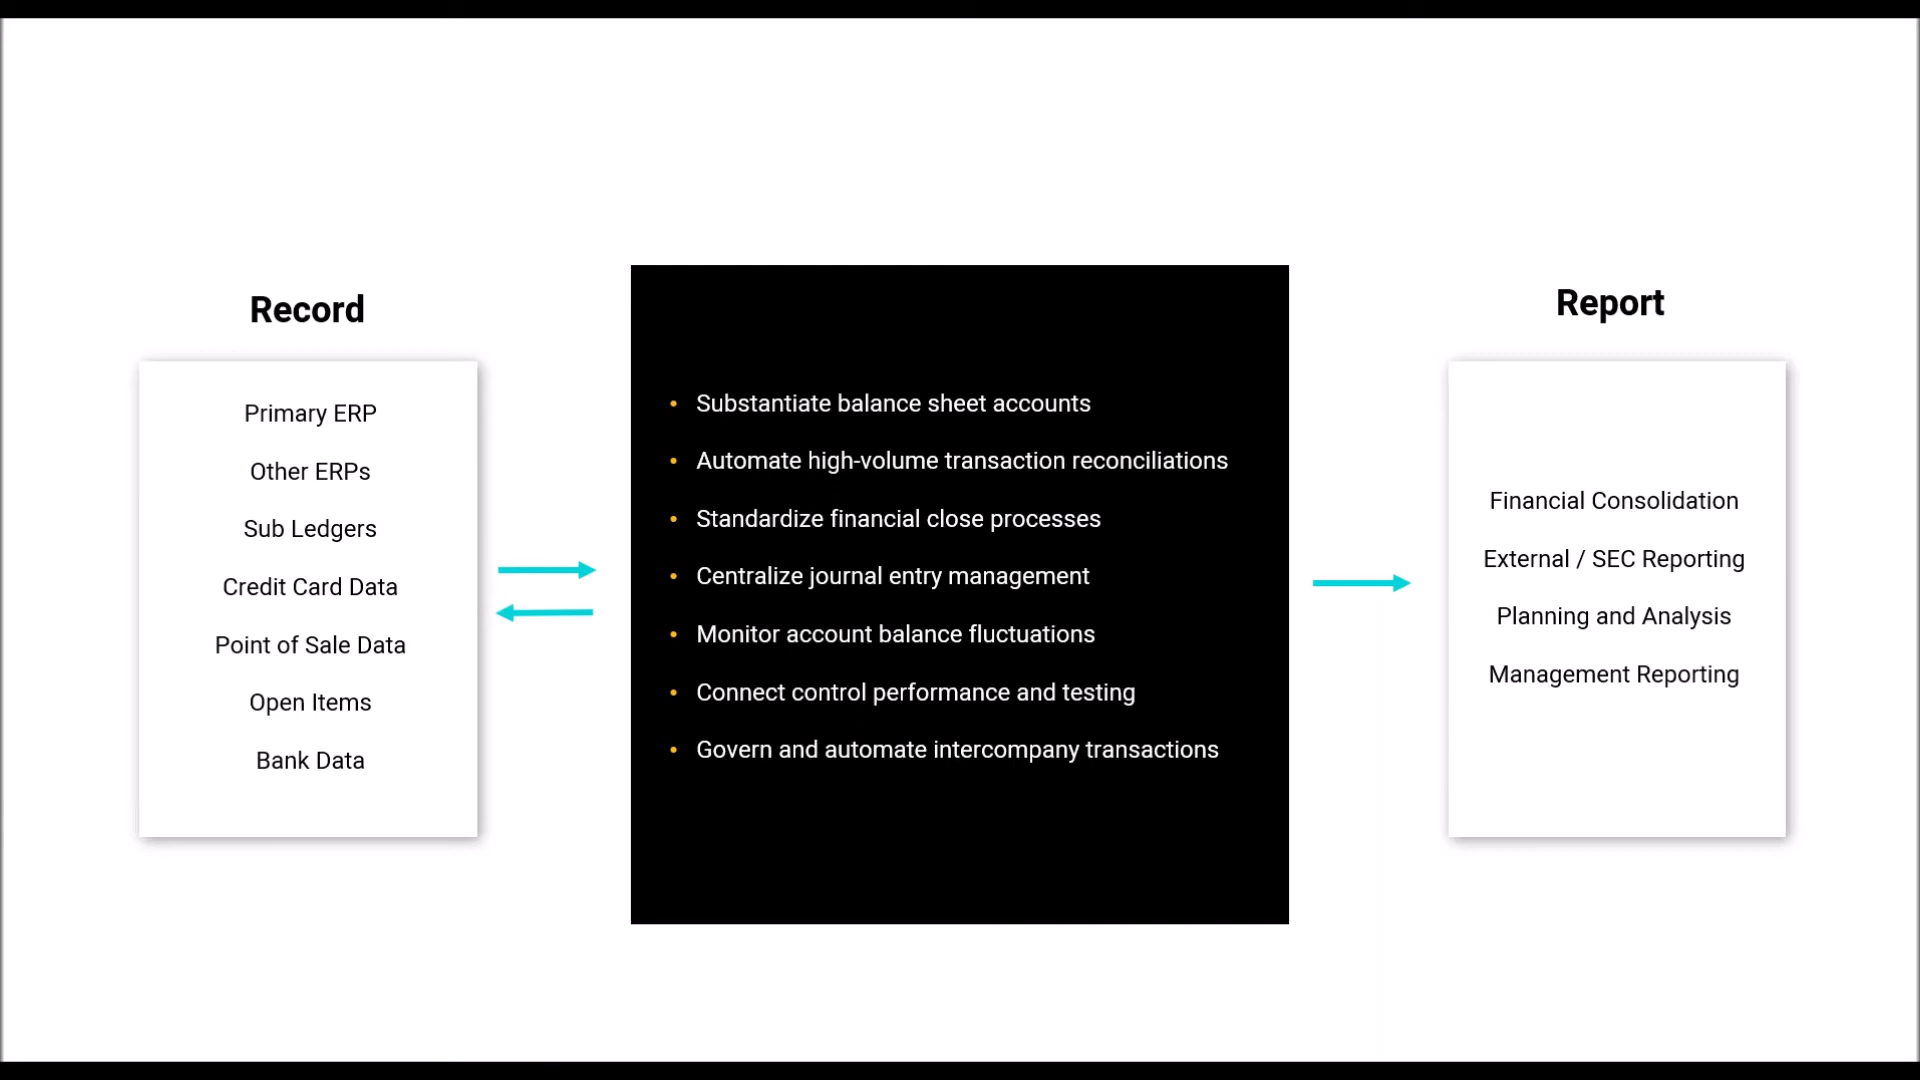 Record
Primary ERP
Other ERPs
Sub Ledgers
Credit Card Data
Point of Sale Data
Open Items
Bank Data
• Substantiate balance sheet accounts
• Automate high-volume transaction reconciliations
• Standardize financial close processes
• Centralize journal entry management
• Monitor account balance fluctuations
• Connect control performance and testing
• Govern and automate intercompany transactions
Report
Financial Consolidation
External / SEC Reporting
Planning and Analysis
Management Reporting